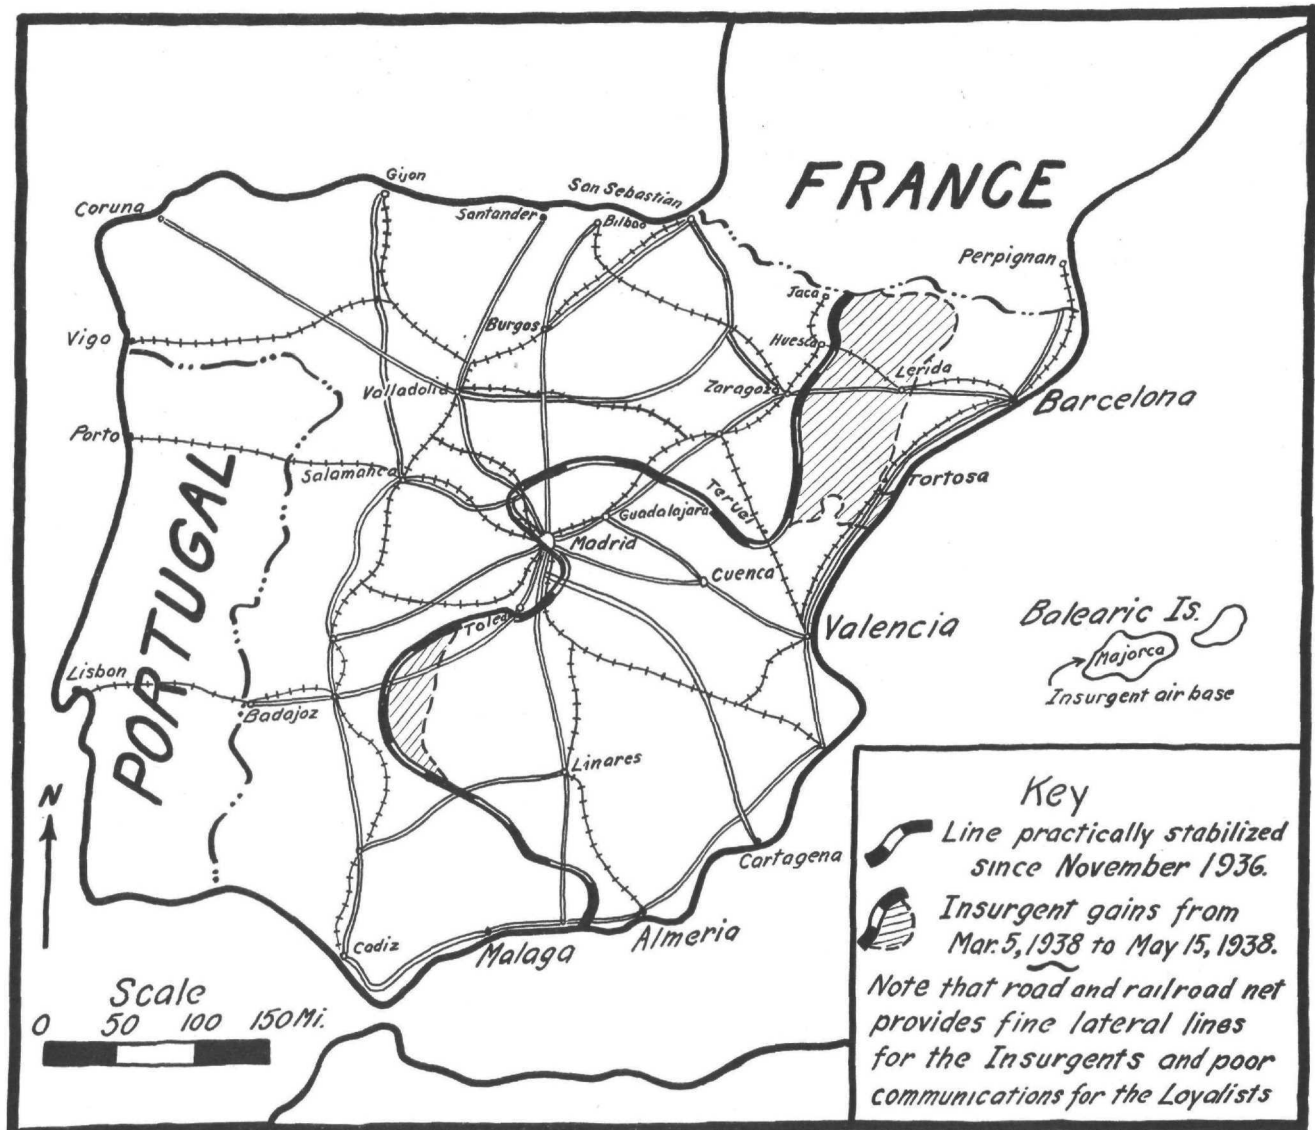 FRANCE
Gijon
San Sebastian
Coruna
Santander
Bilbao
Perpignan
Jaca
Vigo
Burgos
Huesca
Lerida
Valladolid
Zaragoza
Barcelona
Porto
Salamanca
Tortosa
Teruel
Guadalajara
Madrid
Cuenca
PORTUGAL
Toledo
Valencia
Balearic Is.
Majorca
Insurgent air base
Lisbon
Badajoz
Linares
Cartagena
Almeria
Cadiz
Malaga
N
Scale
0 50 100 150 Mi.
Key
Line practically stabilized
since November 1936.
Insurgent gains from
Mar. 5, 1938 to May 15, 1938.
Note that road and railroad net
provides fine lateral lines
for the Insurgents and poor
communications for the Loyalists